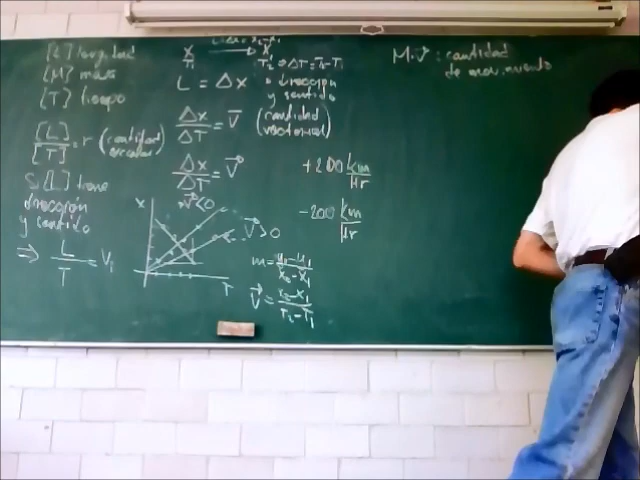 [L] longitud
[M] masa
[T] tiempo
[L]/[T] = r (cantidad escalar)
Si [L] tiene
dirección
y sentido
⇒ L/T = V₁
X →
T₂ ⇒ ΔT = T₂ - T₁
L = Δx
dirección
y sentido
Δx/ΔT = V⃗ (cantidad vectorial)
Δx/ΔT = V⃗
X
V⃗ < 0
V⃗ > 0
T
m = y₂-y₁/x₂-x₁
V⃗ = x₂-x₁/T₂-T₁
+200 km/Hr
-200 km/Hr
M·V⃗ : cantidad
de movimiento